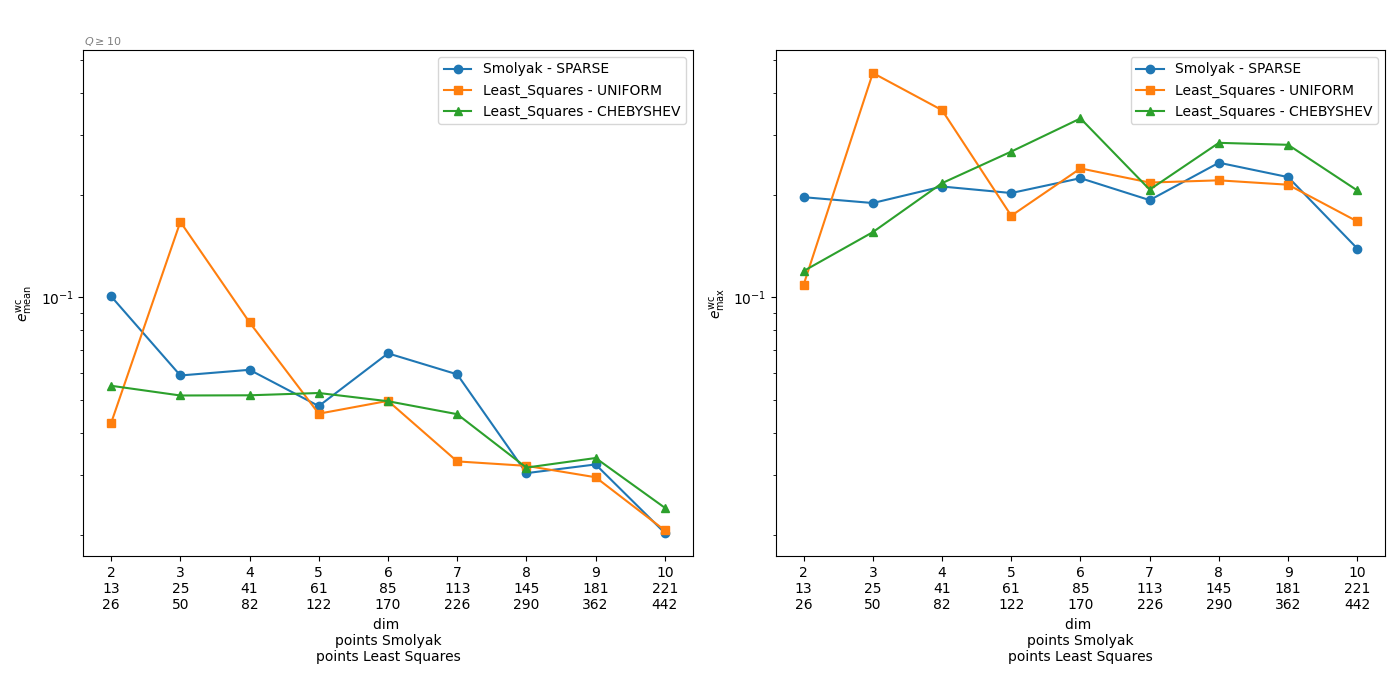 Q ≥ 10
Smolyak - SPARSE
Least_Squares - UNIFORM
Least_Squares - CHEBYSHEV
e^wc_mean
10^−1
2 3 4 5 6 7 8 9 10
13 25 41 61 85 113 145 181 221
26 50 82 122 170 226 290 362 442
dim
points Smolyak
points Least Squares
Smolyak - SPARSE
Least_Squares - UNIFORM
Least_Squares - CHEBYSHEV
e^wc_max
10^−1
2 3 4 5 6 7 8 9 10
13 25 41 61 85 113 145 181 221
26 50 82 122 170 226 290 362 442
dim
points Smolyak
points Least Squares